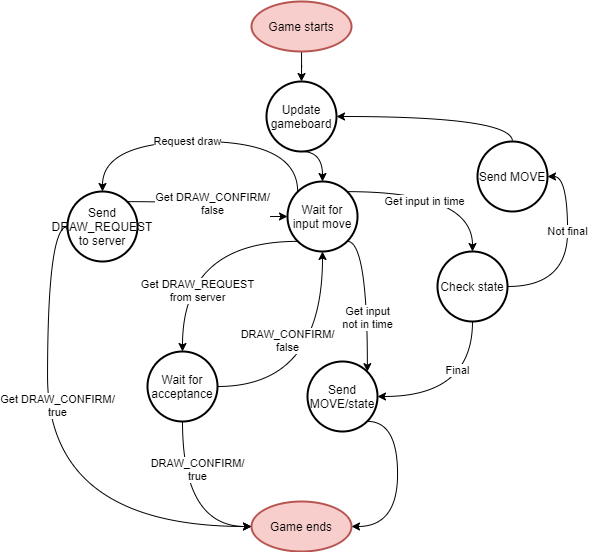 Game starts
Update
gameboard
Request draw
Send MOVE
Get DRAW_CONFIRM/
false
Get input in time
Send
DRAW_REQUEST
to server
Wait for
input move
Not final
Get DRAW_REQUEST
from server
Check state
Get input
not in time
DRAW_CONFIRM/
false
Final
Wait for
acceptance
Send
MOVE/state
Get DRAW_CONFIRM/
true
DRAW_CONFIRM/
true
Game ends